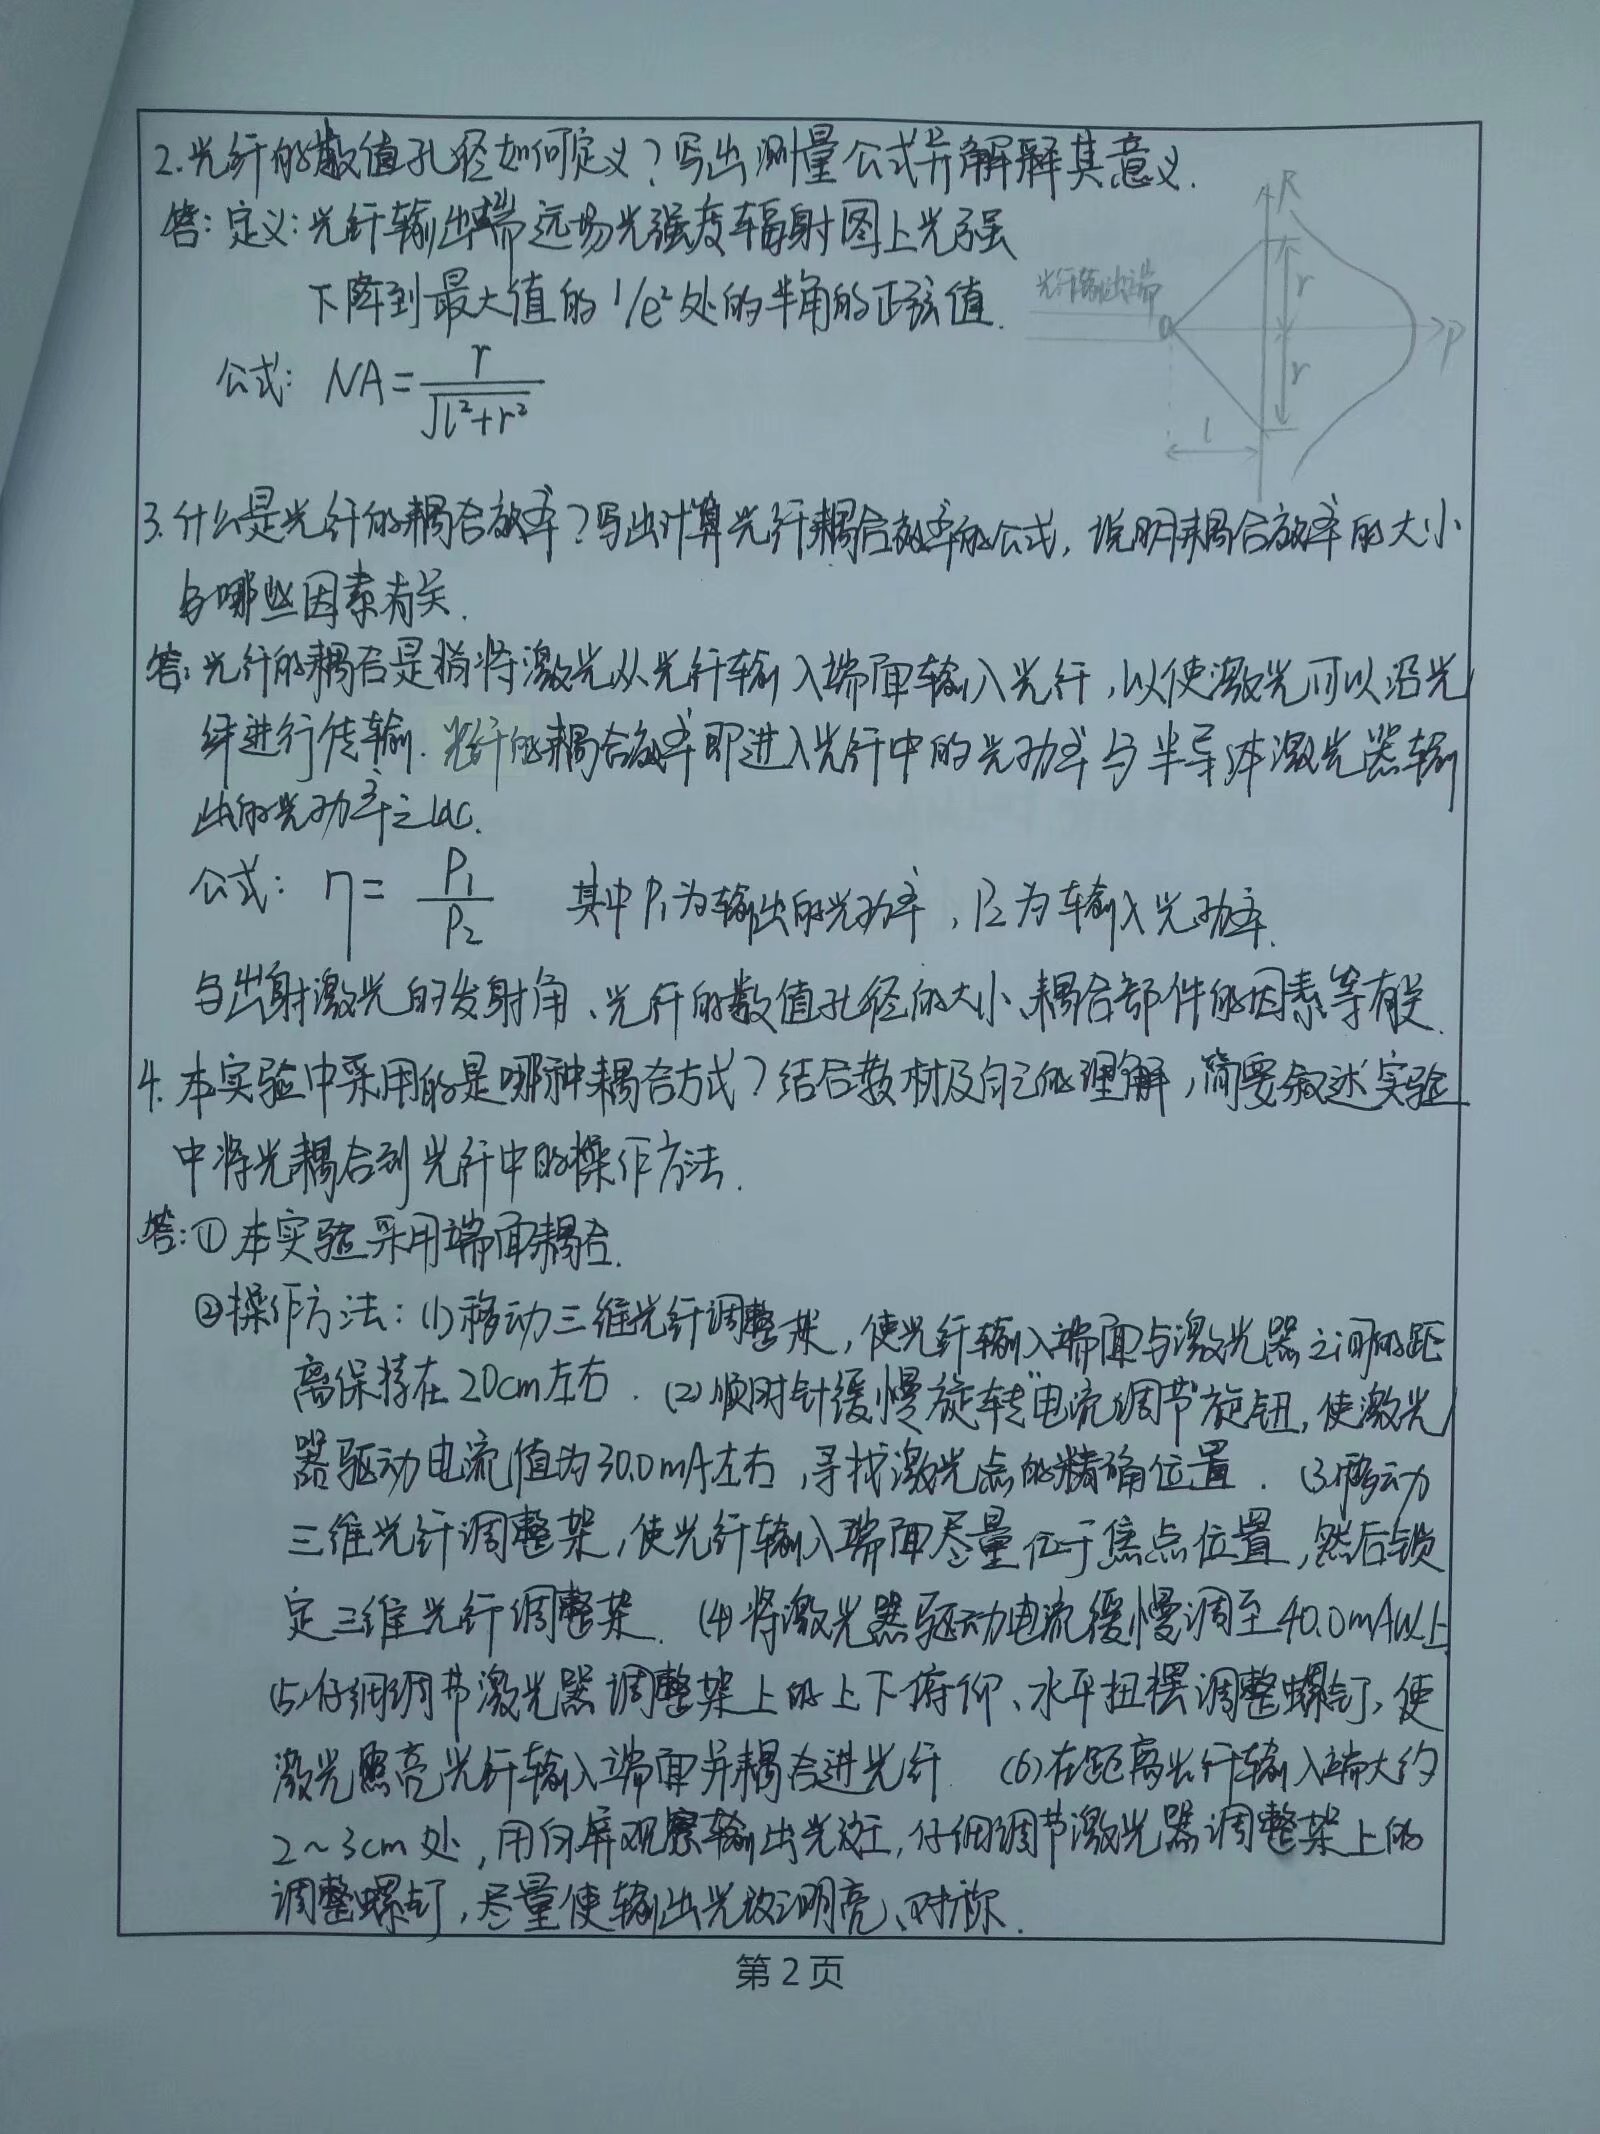 2.光纤的数值孔径如何定义?写出测量公式并解释其意义.
答:定义:光纤输出端远场光强度辐射图上光强
下降到最大值的1/e²处的半角的正弦值.
公式: NA=r/√(l²+r²)
R
光纤输出端
r
0
P
r
l
3.什么是光纤的耦合效率?写出计算光纤耦合效率的公式,说明耦合效率的大小
与哪些因素有关.
答:光纤的耦合是指将激光从光纤输入端面输入光纤,以使激光可以沿光
纤进行传输.光纤的耦合效率即进入光纤中的光功率与半导体激光器输
出的光功率之比.
公式: η= P₁/P₂ 其中P₁为输出的光功率,P₂为输入光功率.
与出射激光的发射角、光纤的数值孔径的大小、耦合部件的因素等有关.
4.本实验中采用的是哪种耦合方式?结合教材及自己的理解,简要叙述实验
中将光耦合到光纤中的操作方法.
答:①本实验采用端面耦合.
②操作方法:(1)移动三维光纤调整架,使光纤输入端面与激光器之间的距
离保持在20cm左右.(2)顺时针缓慢旋转"电流调节"旋钮,使激光
器驱动电流值为30.0mA左右,寻找激光点的精确位置.(3)移动
三维光纤调整架,使光纤输入端面尽量位于焦点位置,然后锁
定三维光纤调整架.(4)将激光器驱动电流缓慢调至40.0mA以上
(5)仔细调节激光器调整架上的上下俯仰、水平扭摆调整螺钉,使
激光照亮光纤输入端面并耦合进光纤.(6)在距离光纤输入端大约
2~3cm处,用白屏观察输出光斑,仔细调节激光器调整架上的
调整螺钉,尽量使输出光明亮、对称.
第2页